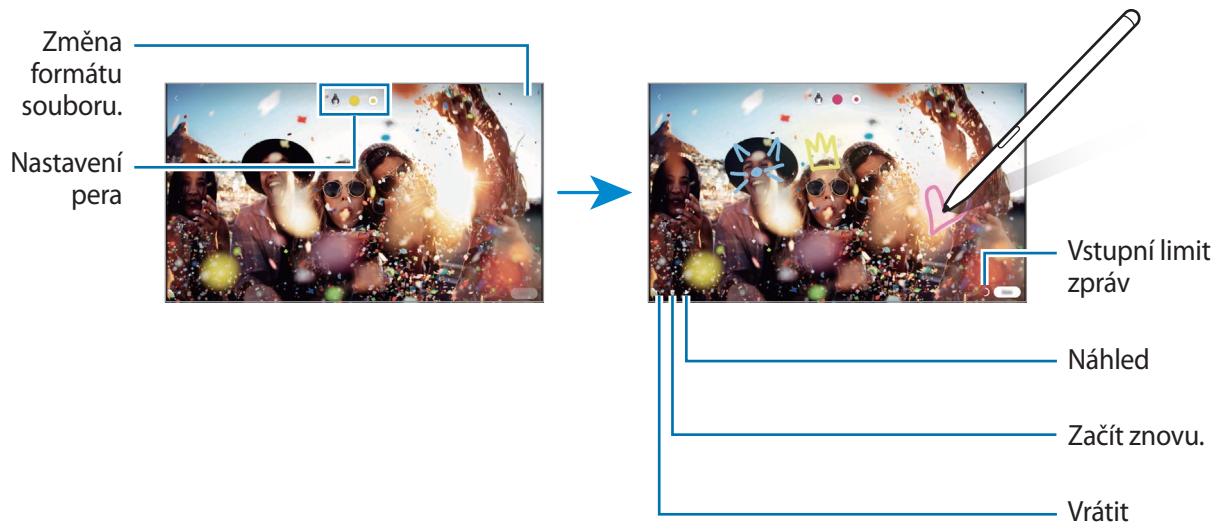 Změna
formátu
souboru.
Nastavení
pera
Vstupní limit
zpráv
Náhled
Začít znovu.
Vrátit